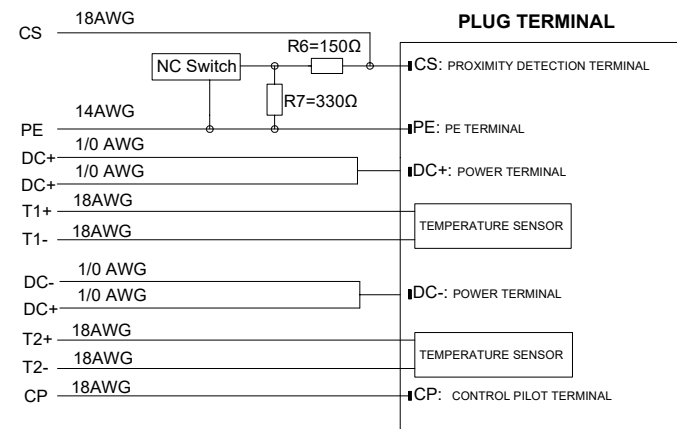 PLUG TERMINAL
CS 18AWG
R6=150Ω
NC Switch
CS: PROXIMITY DETECTION TERMINAL
R7=330Ω
PE 14AWG
PE: PE TERMINAL
DC+ 1/0 AWG
DC+ 1/0 AWG
DC+: POWER TERMINAL
T1+ 18AWG
T1- 18AWG
TEMPERATURE SENSOR
DC- 1/0 AWG
DC+ 1/0 AWG
DC-: POWER TERMINAL
T2+ 18AWG
T2- 18AWG
TEMPERATURE SENSOR
CP 18AWG
CP: CONTROL PILOT TERMINAL